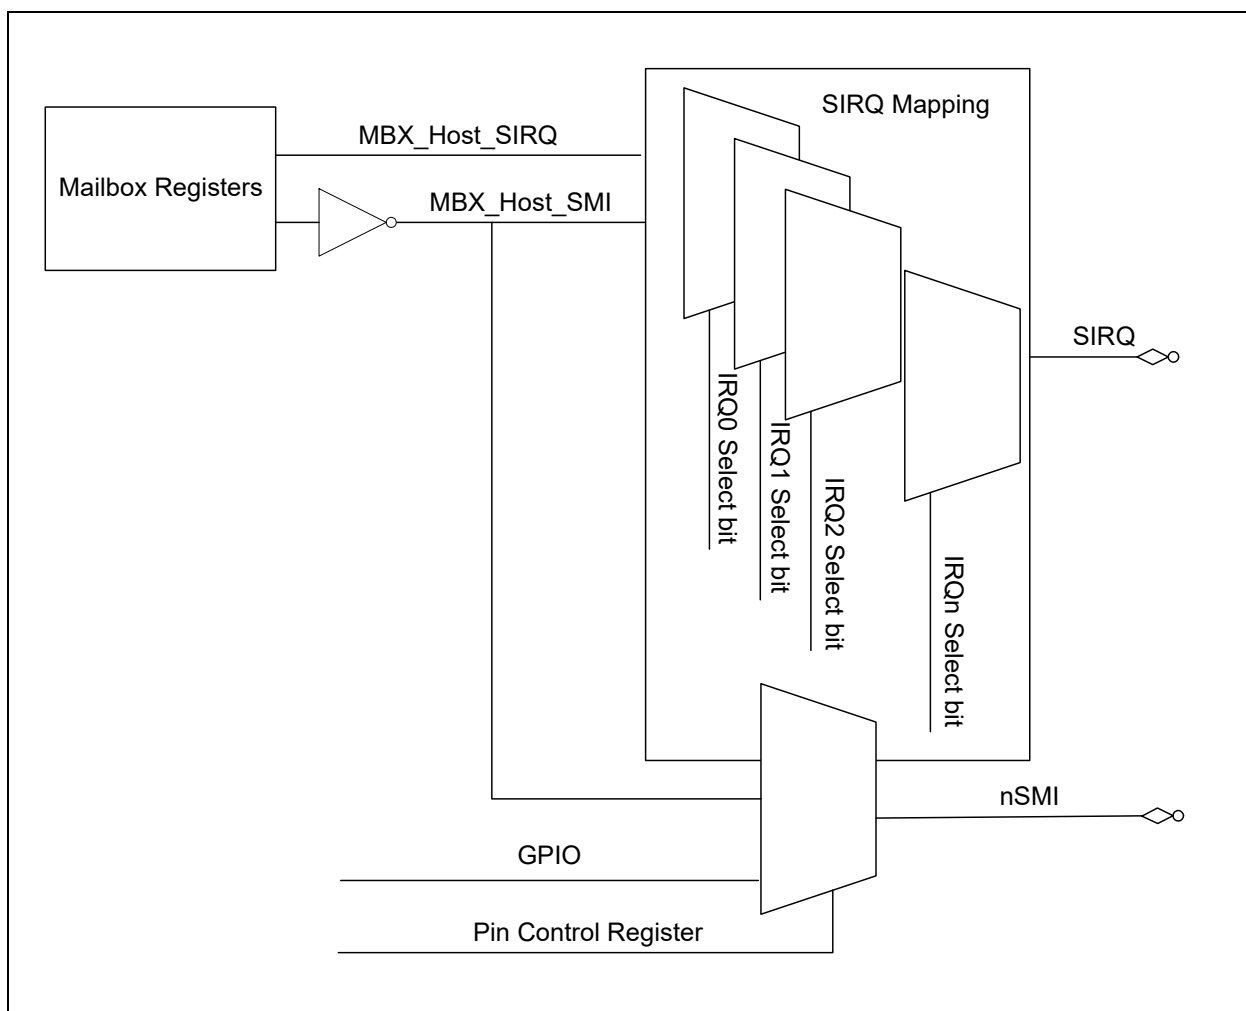 SIRQ Mapping
MBX_Host_SIRQ
Mailbox Registers
MBX_Host_SMI
SIRQ
IRQ0 Select bit
IRQ1 Select bit
IRQ2 Select bit
IRQn Select bit
nSMI
GPIO
Pin Control Register